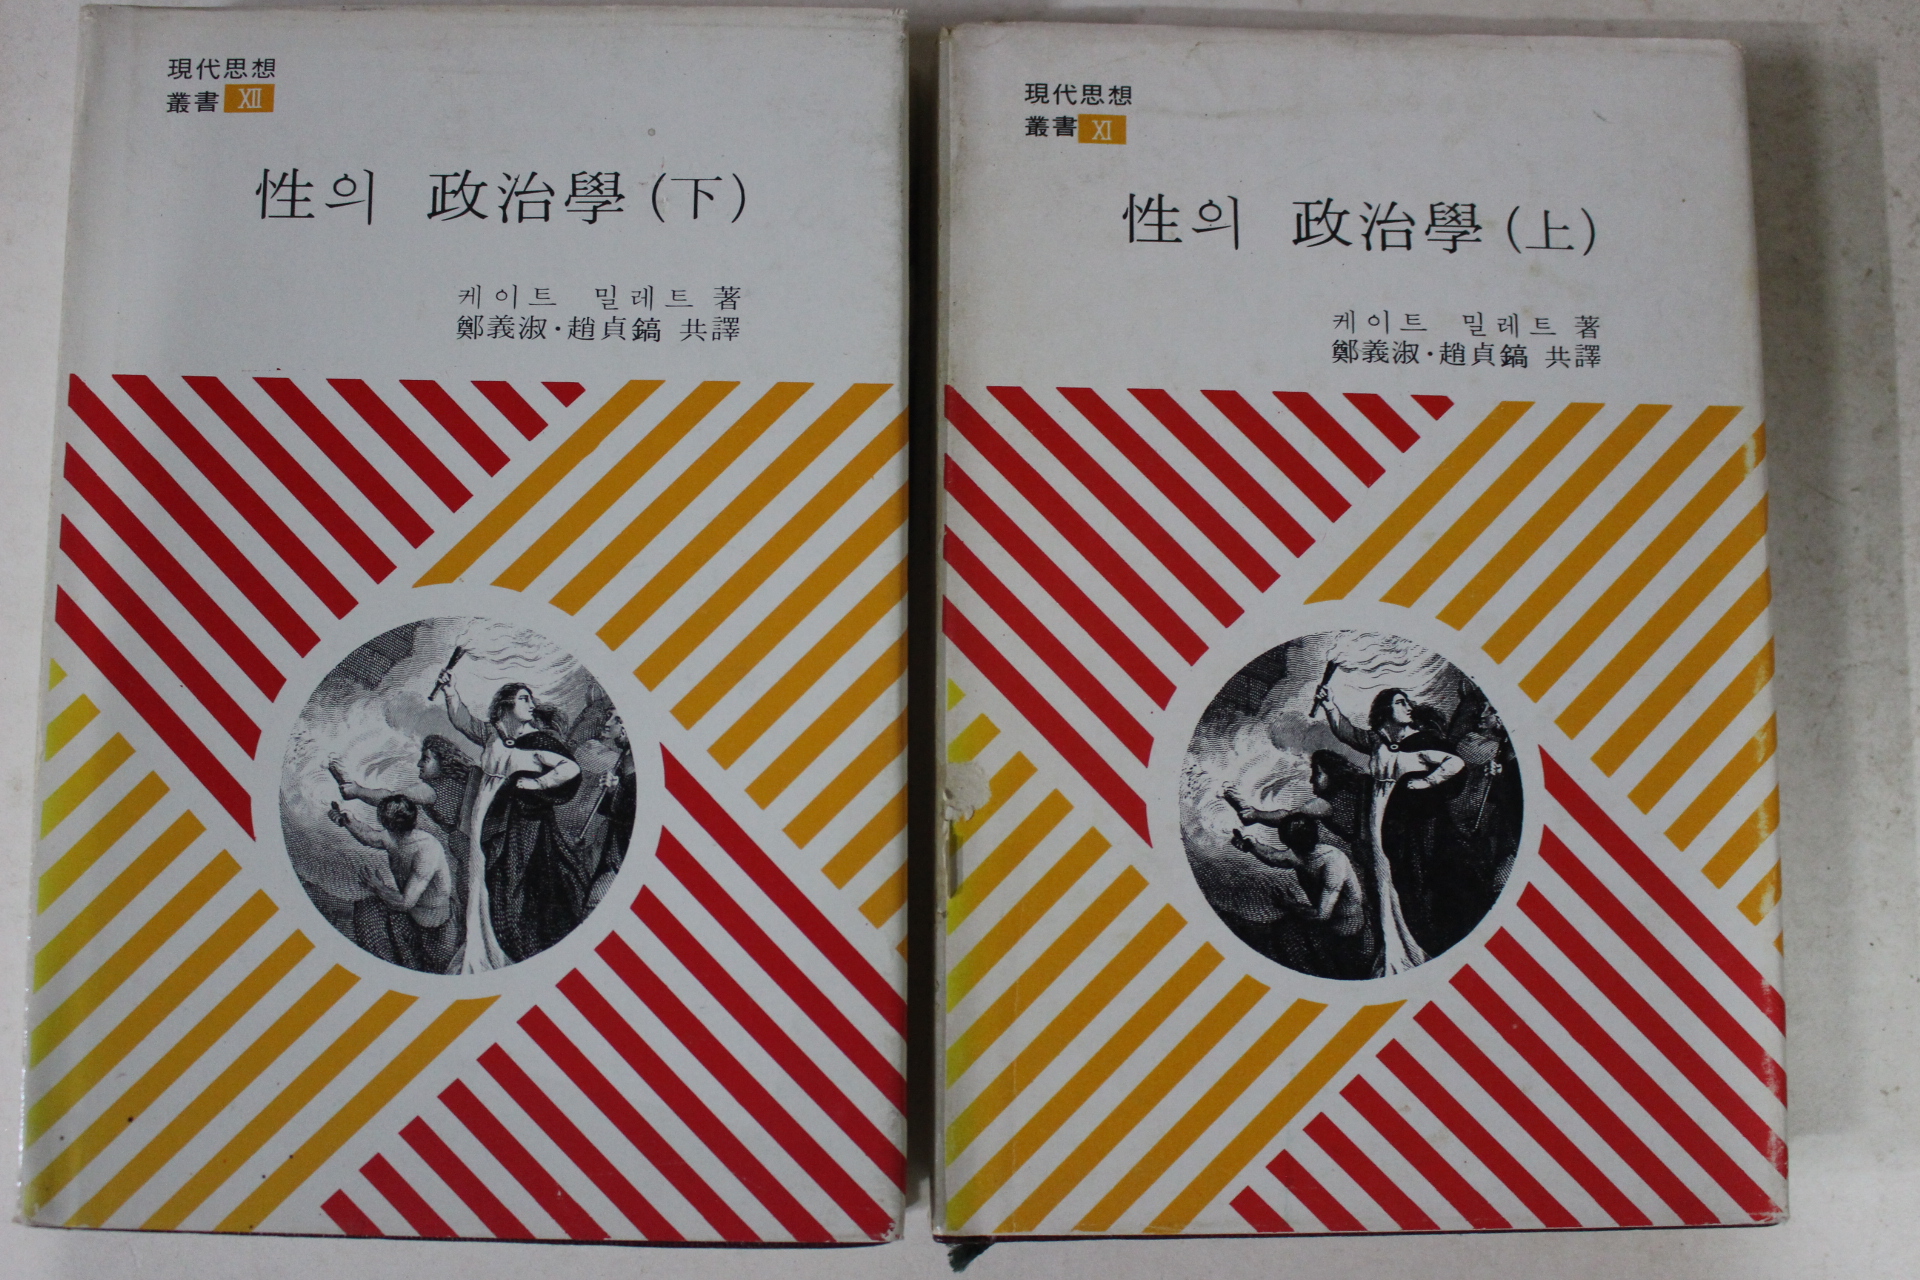 現代思想
叢書 XII
性의 政治學(下)
케이트 밀레트 著
鄭義淑·趙貞鎬 共譯
現代思想
叢書 XI
性의 政治學(上)
케이트 밀레트 著
鄭義淑·趙貞鎬 共譯